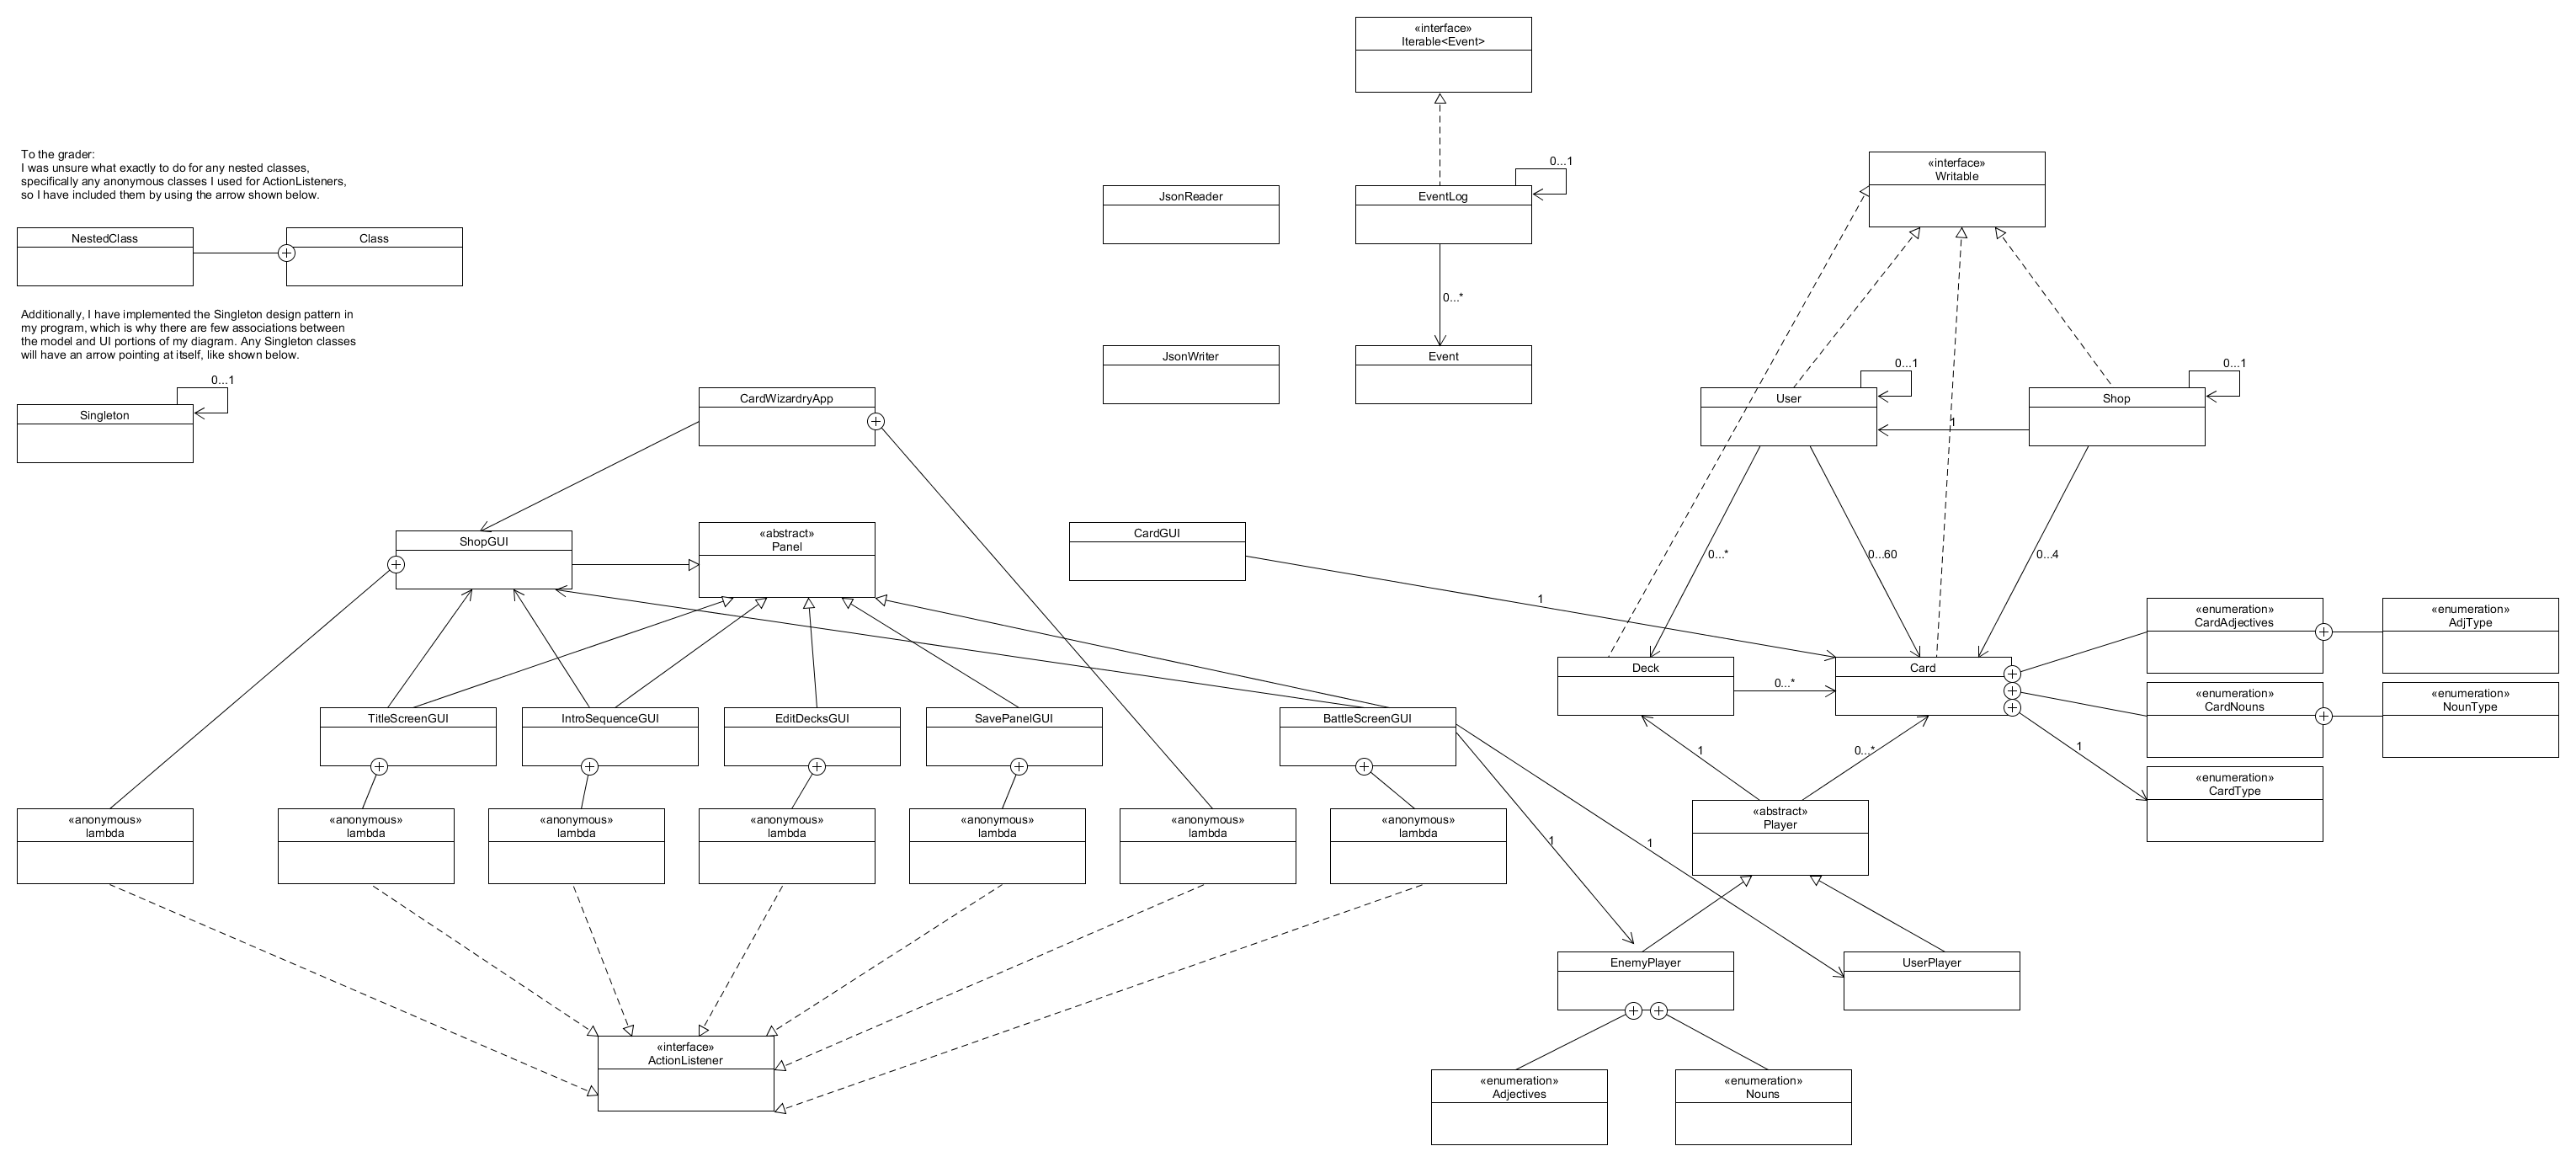 «interface»
Iterable<Event>
To the grader:
I was unsure what exactly to do for any nested classes,
specifically any anonymous classes I used for ActionListeners,
so I have included them by using the arrow shown below.
NestedClass
Class
Additionally, I have implemented the Singleton design pattern in
my program, which is why there are few associations between
the model and UI portions of my diagram. Any Singleton classes
will have an arrow pointing at itself, like shown below.
0...1
Singleton
JsonReader
EventLog
0...1
0...*
JsonWriter
Event
«interface»
Writable
User
0...1
Shop
0...1
1
0...*
0...60
0...4
CardWizardryApp
ShopGUI
«abstract»
Panel
CardGUI
1
TitleScreenGUI
IntroSequenceGUI
EditDecksGUI
SavePanelGUI
BattleScreenGUI
Deck
0...*
Card
«enumeration»
CardAdjectives
«enumeration»
AdjType
«enumeration»
CardNouns
«enumeration»
NounType
1
«enumeration»
CardType
1
0...*
«abstract»
Player
«anonymous»
lambda
«anonymous»
lambda
«anonymous»
lambda
«anonymous»
lambda
«anonymous»
lambda
«anonymous»
lambda
«anonymous»
lambda
1
1
EnemyPlayer
UserPlayer
«interface»
ActionListener
«enumeration»
Adjectives
«enumeration»
Nouns